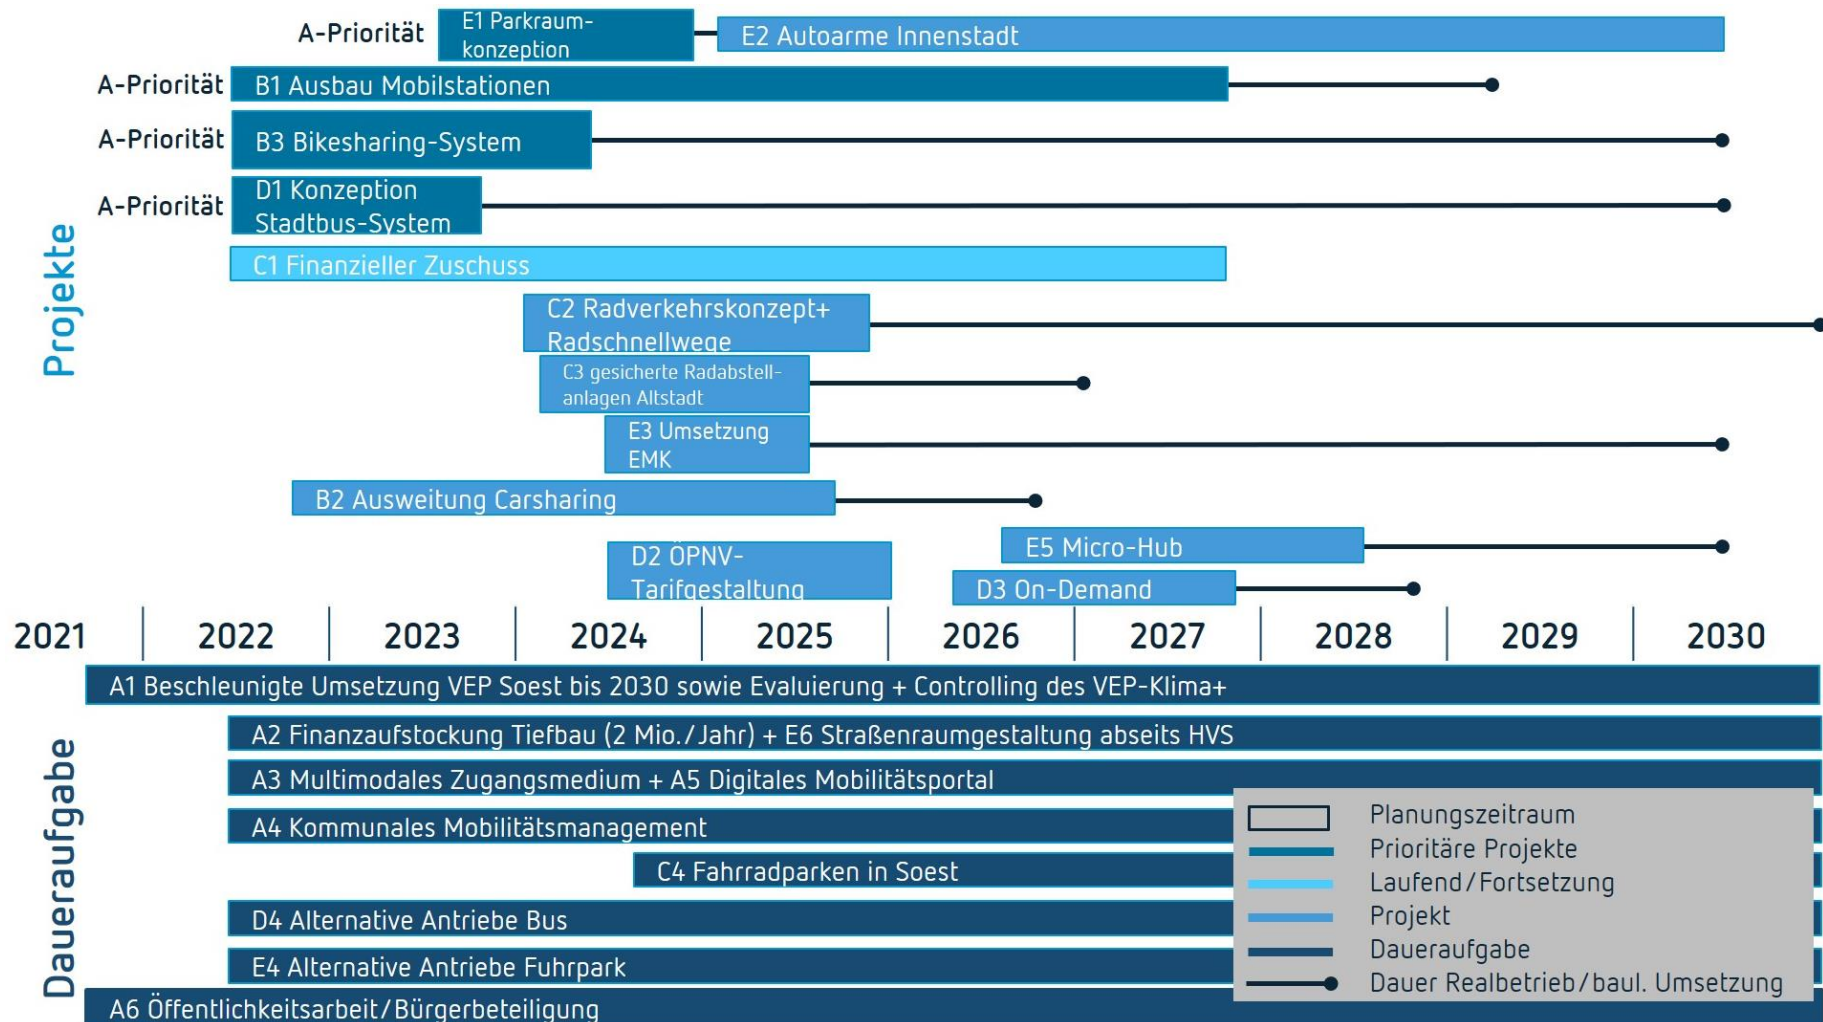 A-Priorität
E1 Parkraum-
konzeption
E2 Autoarme Innenstadt
A-Priorität
B1 Ausbau Mobilstationen
A-Priorität
B3 Bikesharing-System
A-Priorität
D1 Konzeption
Stadtbus-System
C1 Finanzieller Zuschuss
Projekte
C2 Radverkehrskonzept+
Radschnellwege
C3 gesicherte Radabstell-
anlagen Altstadt
E3 Umsetzung
EMK
B2 Ausweitung Carsharing
D2 ÖPNV-
Tarifgestaltung
E5 Micro-Hub
D3 On-Demand
2021 2022 2023 2024 2025 2026 2027 2028 2029 2030
A1 Beschleunigte Umsetzung VEP Soest bis 2030 sowie Evaluierung + Controlling des VEP-Klima+
Daueraufgabe
A2 Finanzaufstockung Tiefbau (2 Mio./Jahr) + E6 Straßenraumgestaltung abseits HVS
A3 Multimodales Zugangsmedium + A5 Digitales Mobilitätsportal
A4 Kommunales Mobilitätsmanagement
C4 Fahrradparken in Soest
D4 Alternative Antriebe Bus
E4 Alternative Antriebe Fuhrpark
A6 Öffentlichkeitsarbeit/Bürgerbeteiligung
Planungszeitraum
Prioritäre Projekte
Laufend/Fortsetzung
Projekt
Daueraufgabe
Dauer Realbetrieb/baul. Umsetzung